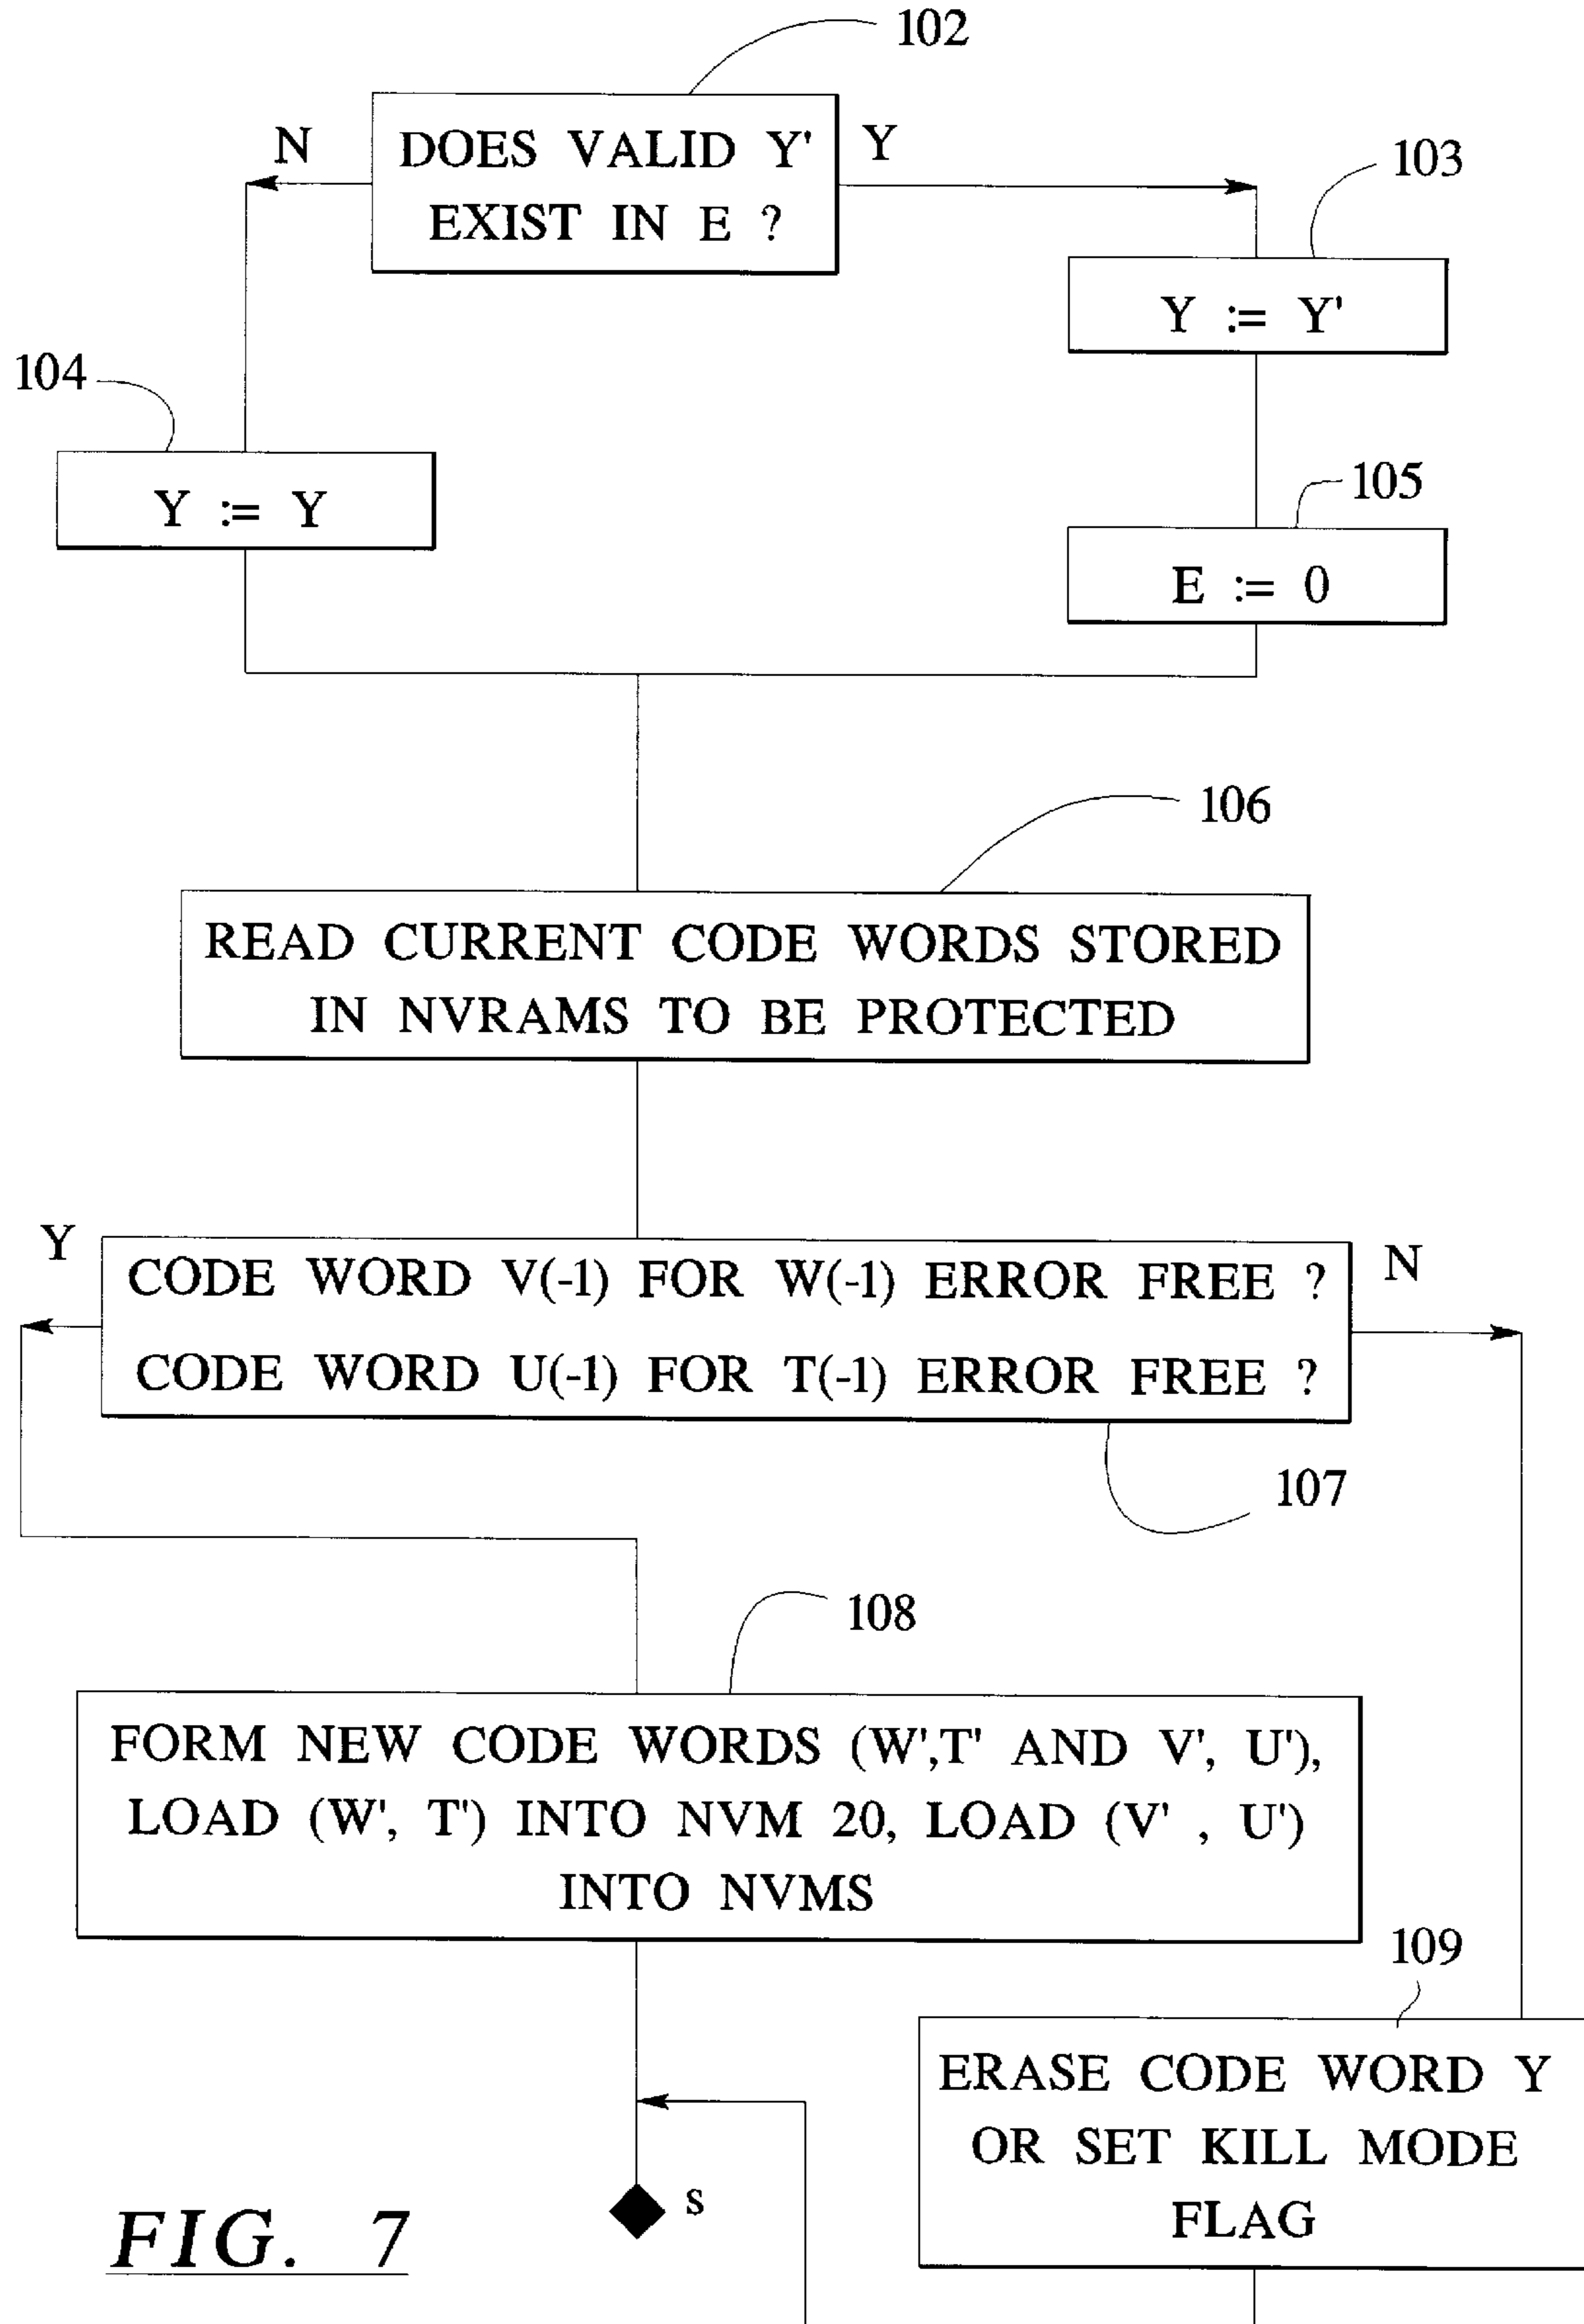 102
N
DOES VALID Y'
EXIST IN E ?
Y
103
Y := Y'
104
Y := Y
105
E := 0
106
READ CURRENT CODE WORDS STORED
IN NVRAMS TO BE PROTECTED
Y
CODE WORD V(-1) FOR W(-1) ERROR FREE ?
CODE WORD U(-1) FOR T(-1) ERROR FREE ?
N
107
108
FORM NEW CODE WORDS (W',T' AND V', U'),
LOAD (W', T') INTO NVM 20, LOAD (V' , U')
INTO NVMS
109
ERASE CODE WORD Y
OR SET KILL MODE
FLAG
s
FIG. 7